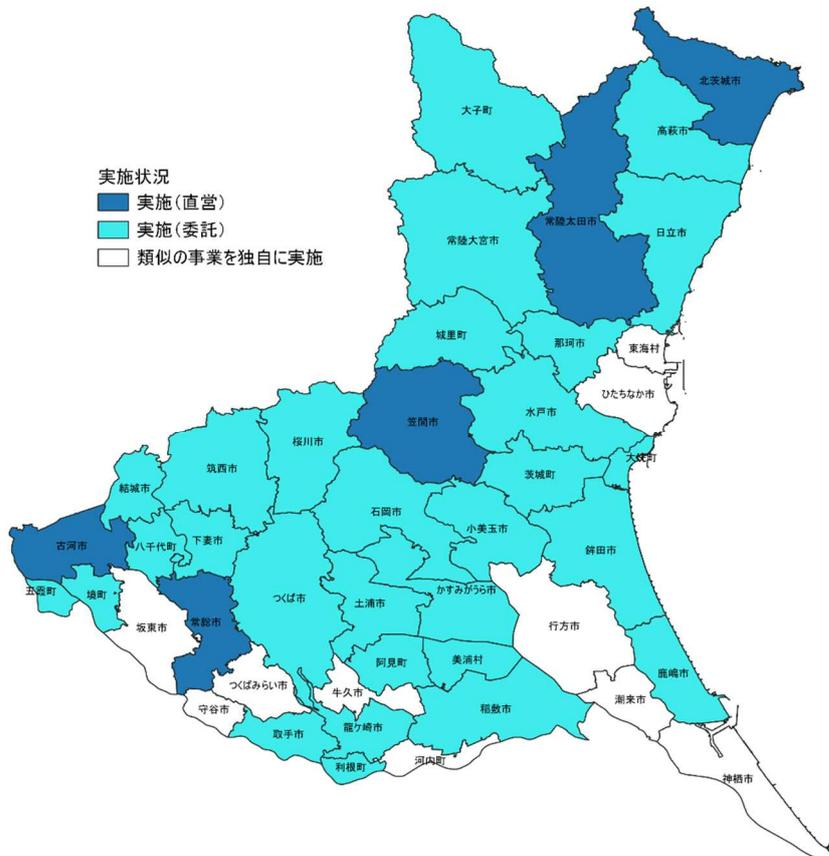 北茨城市
大子町
高萩市
実施状況
実施(直営)
実施(委託)
類似の事業を独自に実施
常陸太田市
日立市
常陸大宮市
城里町
那珂市
東海村
ひたちなか市
水戸市
笠間市
桜川市
大洗町
筑西市
茨城町
結城市
石岡市
小美玉市
古河市
八千代町
下妻市
鉾田市
五霞町
境町
つくば市
かすみがうら市
土浦市
常総市
坂東市
行方市
阿見町
美浦村
鹿嶋市
つくばみらい市
牛久市
潮来市
守谷市
稲敷市
取手市
龍ケ崎市
河内町
利根町
神栖市